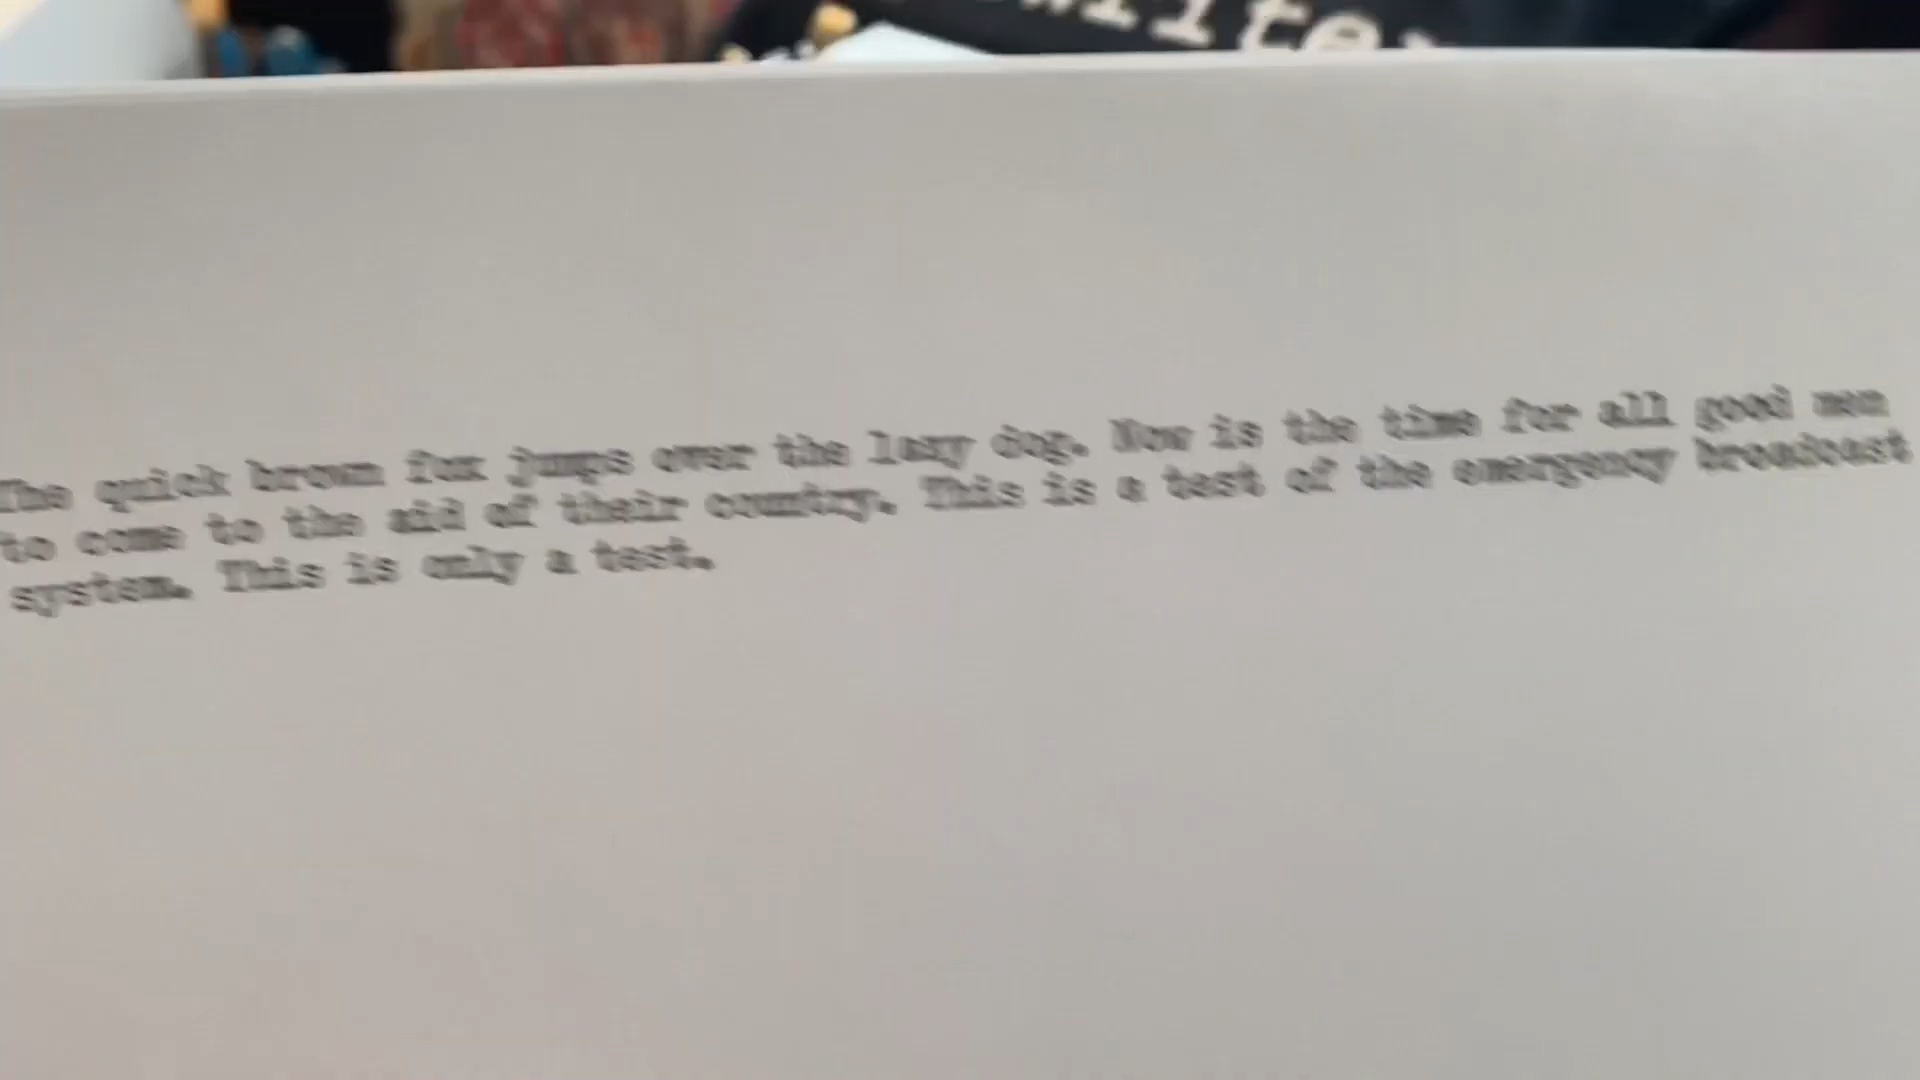 The quick brown fox jumps over the lazy dog. Now is the time for all good men
to come to the aid of their country. This is a test of the emergency broadcast
system. This is only a test.